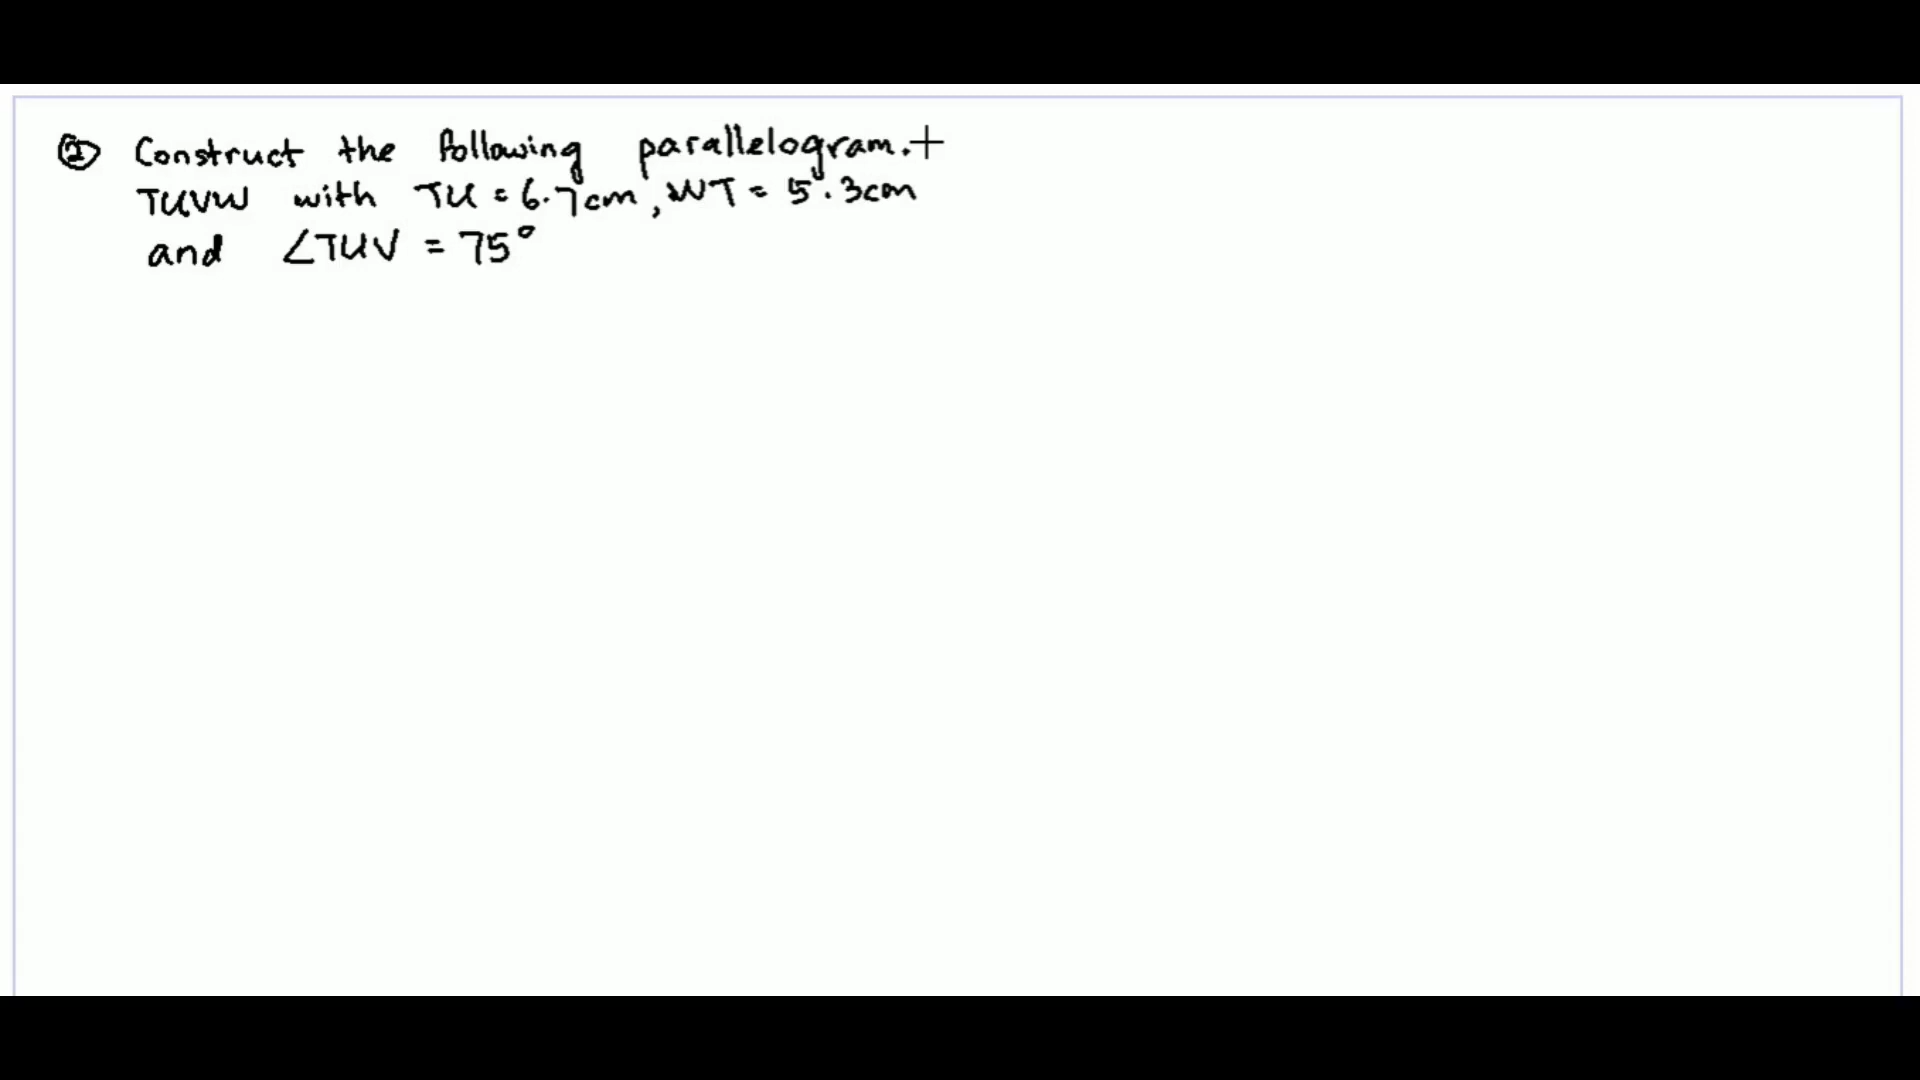 ② Construct the following parallelogram.
TUVW with TU = 6.7cm, WT = 5.3cm
and ∠TUV = 75°